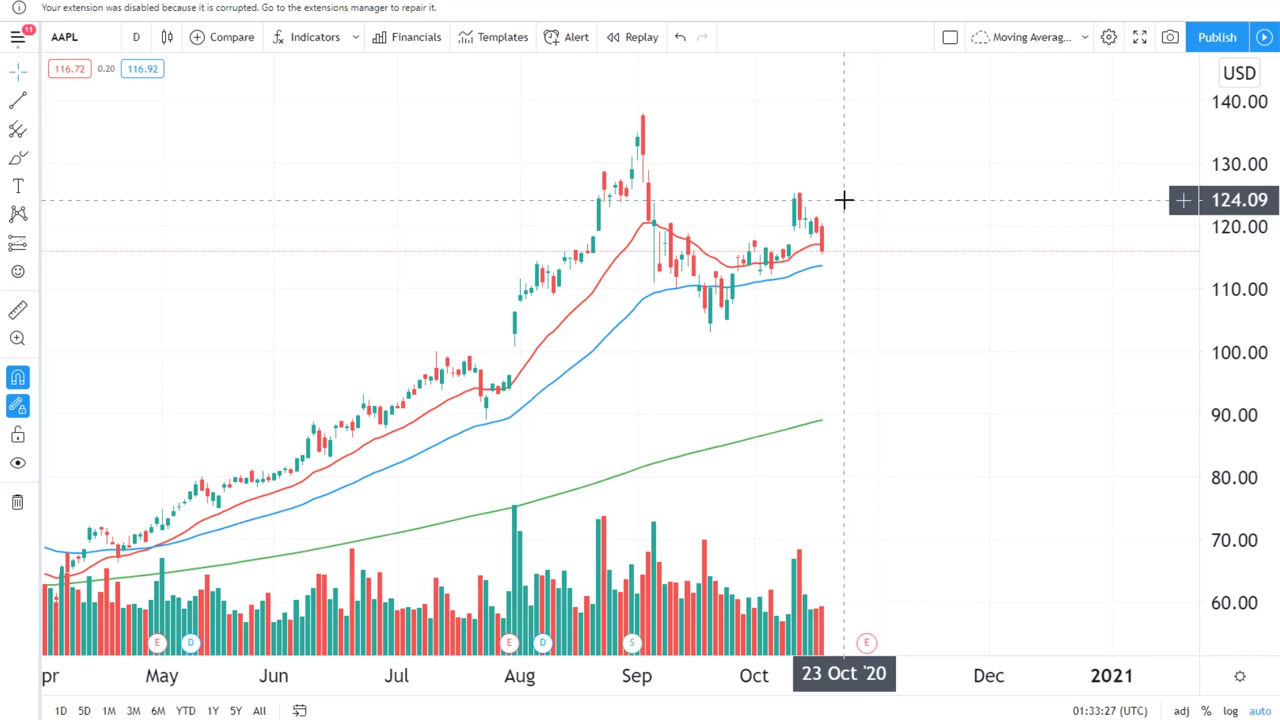 Your extension was disabled because it is corrupted. Go to the extensions manager to repair it.
11
AAPL D Compare Indicators Financials Templates Alert Replay Moving Averag... Publish
116.72 0.20 116.92
USD
140.00
130.00
124.09
120.00
110.00
100.00
90.00
80.00
70.00
60.00
E D E D S E
pr May Jun Jul Aug Sep Oct 23 Oct '20 Dec 2021
1D 5D 1M 3M 6M YTD 1Y 5Y All 01:33:27 (UTC) adj % log auto